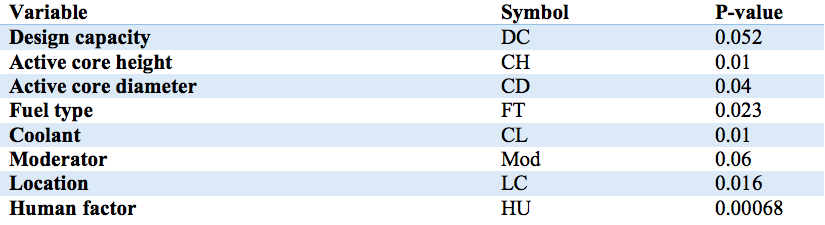 Variable Symbol P-value
Design capacity DC 0.052
Active core height CH 0.01
Active core diameter CD 0.04
Fuel type FT 0.023
Coolant CL 0.01
Moderator Mod 0.06
Location LC 0.016
Human factor HU 0.00068